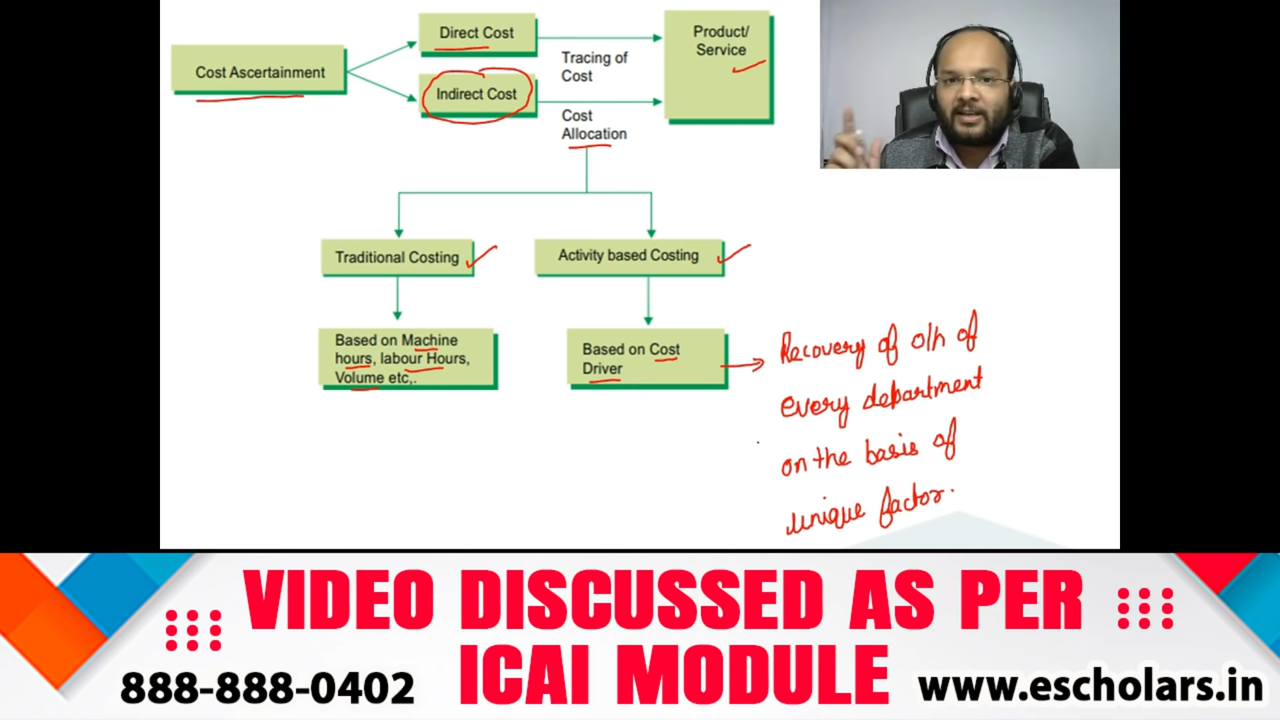 Direct Cost
Product/
Service
Tracing of
Cost
Cost Ascertainment
Indirect Cost
Cost
Allocation
Traditional Costing
Activity based Costing
Based on Machine
hours, labour Hours,
Volume etc,.
Based on Cost
Driver
Recovery of o/h of
every department
on the basis of
unique factor.
VIDEO DISCUSSED AS PER
ICAI MODULE
888-888-0402
www.escholars.in